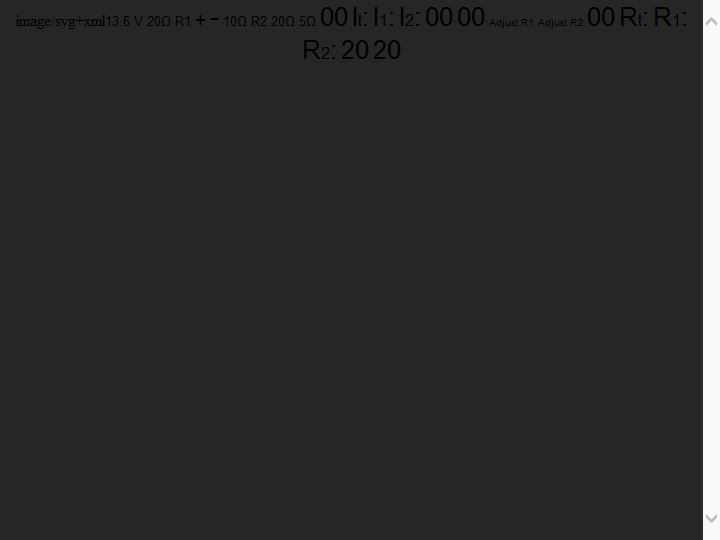 image/svg+xml13.6 V 20Ω R1 + − 10Ω R2 20Ω 5Ω 00 It: I1: I2: 00 00 Adjust R1 Adjust R2 00 Rt: R1:
R2: 20 20